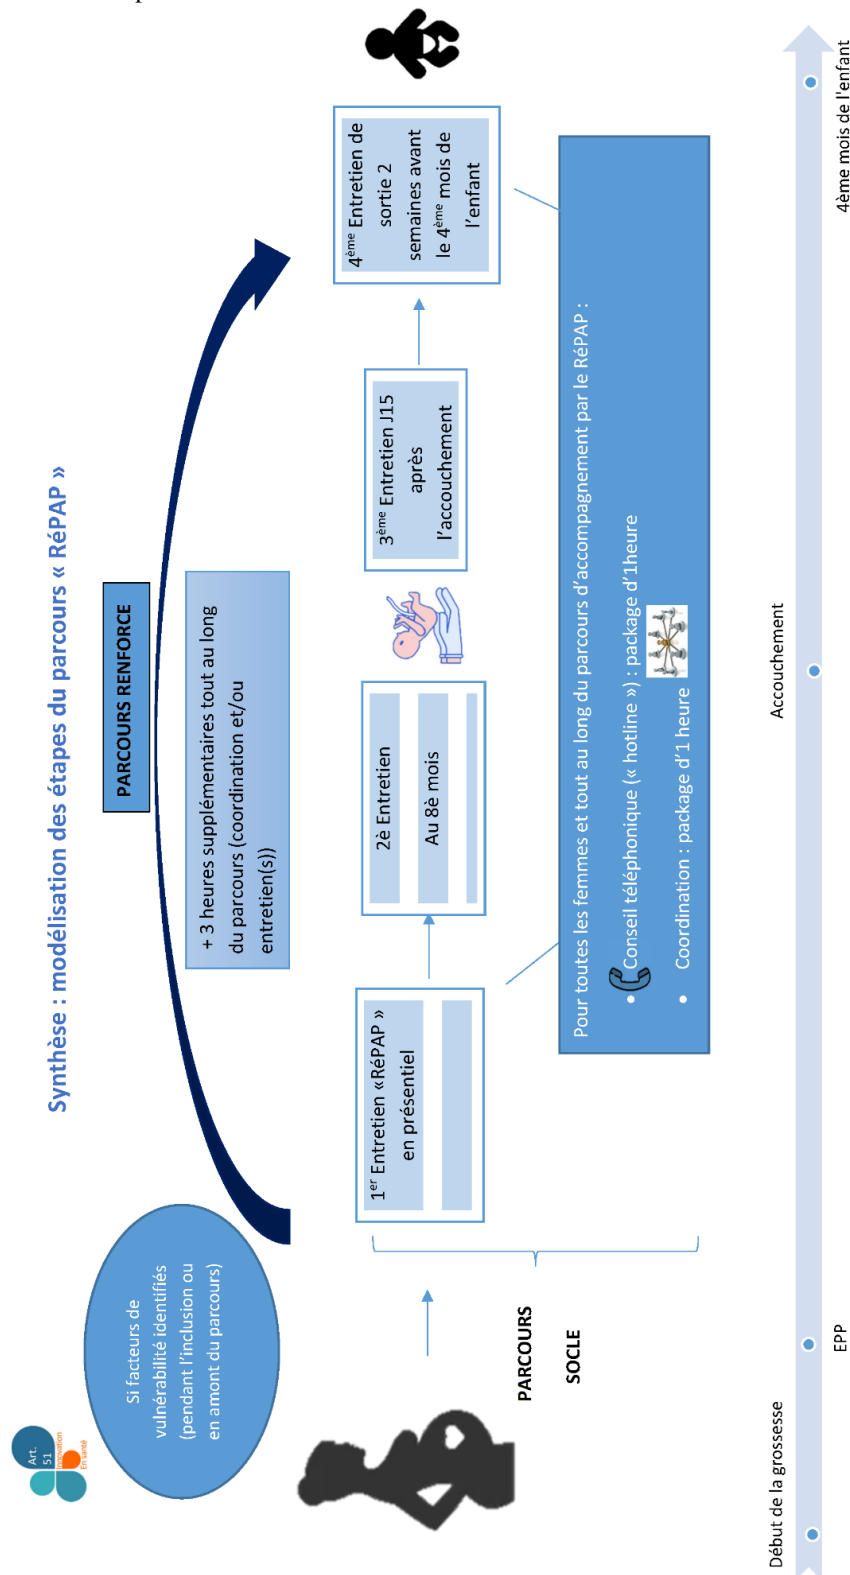 Synthèse : modélisation des étapes du parcours « RéPAP »
Art.
51
Innovation
En santé
Si facteurs de
vulnérabilité identifiés
(pendant l'inclusion ou
en amont du parcours)
PARCOURS RENFORCE
+ 3 heures supplémentaires tout au long
du parcours (coordination et/ou
entretien(s))
PARCOURS
SOCLE
1er Entretien «RéPAP »
en présentiel
2è Entretien
Au 8è mois
3ème Entretien J15
après
l'accouchement
4ème Entretien de
sortie 2
semaines avant
le 4ème mois de
l'enfant
Pour toutes les femmes et tout au long du parcours d'accompagnement par le RéPAP :
• Conseil téléphonique (« hotline ») : package d'1heure
• Coordination : package d'1 heure
Début de la grossesse
EPP
Accouchement
4ème mois de l'enfant